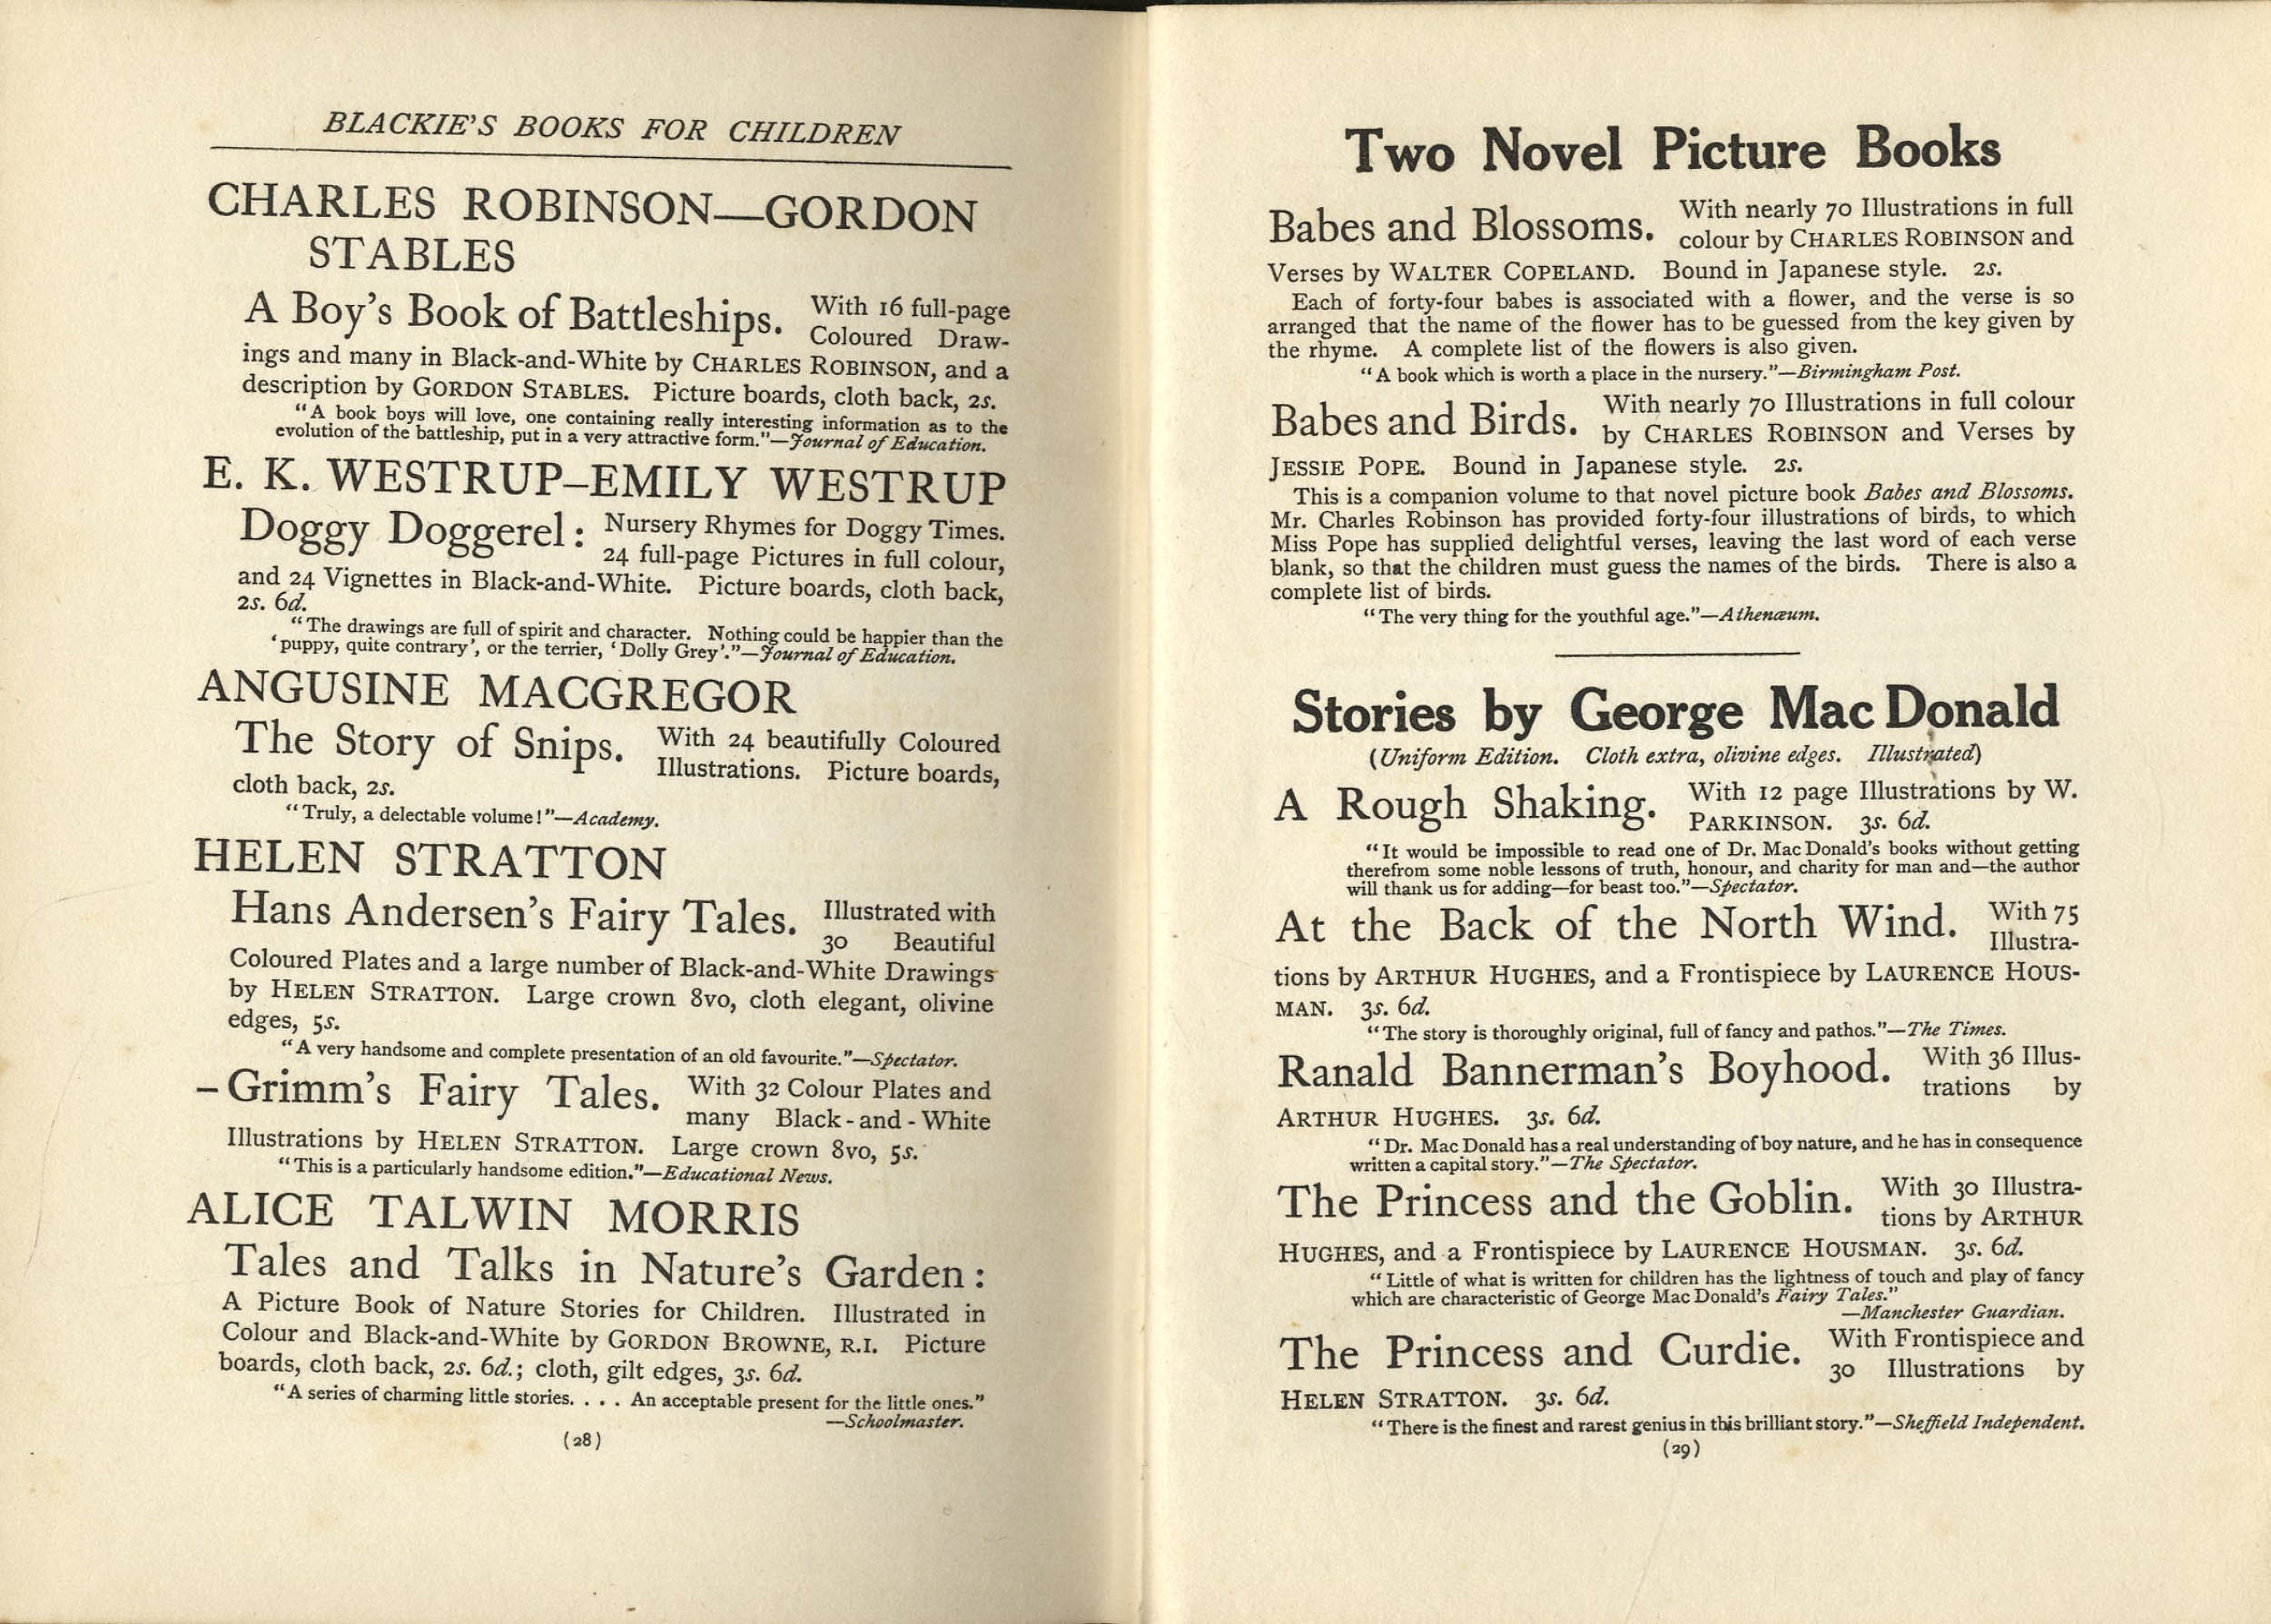 BLACKIE'S BOOKS FOR CHILDREN
CHARLES ROBINSON—GORDON
STABLES
A Boy's Book of Battleships. With 16 full-page
Coloured Draw-
ings and many in Black-and-White by CHARLES ROBINSON, and a
description by GORDON STABLES. Picture boards, cloth back, 2s.
"A book boys will love, one containing really interesting information as to the
evolution of the battleship, put in a very attractive form."—Journal of Education.
E. K. WESTRUP—EMILY WESTRUP
Doggy Doggerel: Nursery Rhymes for Doggy Times.
24 full-page Pictures in full colour,
and 24 Vignettes in Black-and-White. Picture boards, cloth back,
2s. 6d.
"The drawings are full of spirit and character. Nothing could be happier than the
'puppy, quite contrary', or the terrier, 'Dolly Grey'."—Journal of Education.
ANGUSINE MACGREGOR
The Story of Snips. With 24 beautifully Coloured
Illustrations. Picture boards,
cloth back, 2s.
"Truly, a delectable volume!"—Academy.
HELEN STRATTON
Hans Andersen's Fairy Tales. Illustrated with
30 Beautiful
Coloured Plates and a large number of Black-and-White Drawings
by HELEN STRATTON. Large crown 8vo, cloth elegant, olivine
edges, 5s.
"A very handsome and complete presentation of an old favourite."—Spectator.
– Grimm's Fairy Tales. With 32 Colour Plates and
many Black-and-White
Illustrations by HELEN STRATTON. Large crown 8vo, 5s.
"This is a particularly handsome edition."—Educational News.
ALICE TALWIN MORRIS
Tales and Talks in Nature's Garden:
A Picture Book of Nature Stories for Children. Illustrated in
Colour and Black-and-White by GORDON BROWNE, R.I. Picture
boards, cloth back, 2s. 6d.; cloth, gilt edges, 3s. 6d.
"A series of charming little stories. . . . An acceptable present for the little ones."
—Schoolmaster.
(28)
Two Novel Picture Books
Babes and Blossoms. With nearly 70 Illustrations in full
colour by CHARLES ROBINSON and
Verses by WALTER COPELAND. Bound in Japanese style. 2s.
Each of forty-four babes is associated with a flower, and the verse is so
arranged that the name of the flower has to be guessed from the key given by
the rhyme. A complete list of the flowers is also given.
"A book which is worth a place in the nursery."—Birmingham Post.
Babes and Birds. With nearly 70 Illustrations in full colour
by CHARLES ROBINSON and Verses by
JESSIE POPE. Bound in Japanese style. 2s.
This is a companion volume to that novel picture book Babes and Blossoms.
Mr. Charles Robinson has provided forty-four illustrations of birds, to which
Miss Pope has supplied delightful verses, leaving the last word of each verse
blank, so that the children must guess the names of the birds. There is also a
complete list of birds.
"The very thing for the youthful age."—Athenæum.
Stories by George Mac Donald
(Uniform Edition. Cloth extra, olivine edges. Illustrated)
A Rough Shaking. With 12 page Illustrations by W.
PARKINSON. 3s. 6d.
"It would be impossible to read one of Dr. Mac Donald's books without getting
therefrom some noble lessons of truth, honour, and charity for man and—the author
will thank us for adding—for beast too."—Spectator.
At the Back of the North Wind. With 75
Illustra-
tions by ARTHUR HUGHES, and a Frontispiece by LAURENCE HOUS-
MAN. 3s. 6d.
"The story is thoroughly original, full of fancy and pathos."—The Times.
Ranald Bannerman's Boyhood. With 36 Illus-
trations by
ARTHUR HUGHES. 3s. 6d.
"Dr. Mac Donald has a real understanding of boy nature, and he has in consequence
written a capital story."—The Spectator.
The Princess and the Goblin. With 30 Illustra-
tions by ARTHUR
HUGHES, and a Frontispiece by LAURENCE HOUSMAN. 3s. 6d.
"Little of what is written for children has the lightness of touch and play of fancy
which are characteristic of George Mac Donald's Fairy Tales."
—Manchester Guardian.
The Princess and Curdie. With Frontispiece and
30 Illustrations by
HELEN STRATTON. 3s. 6d.
"There is the finest and rarest genius in this brilliant story."—Sheffield Independent.
(29)